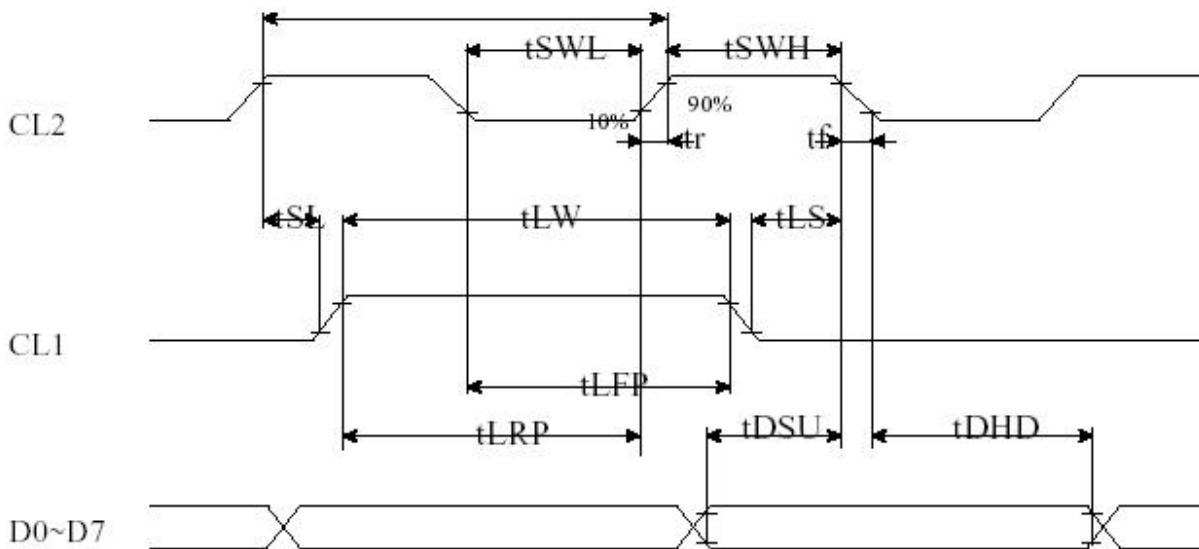 tSWL tSWH
CL2 10% 90%
tr tf
tSL tLW tLS
CL1
tLFP
tLRP tDSU tDHD
D0~D7